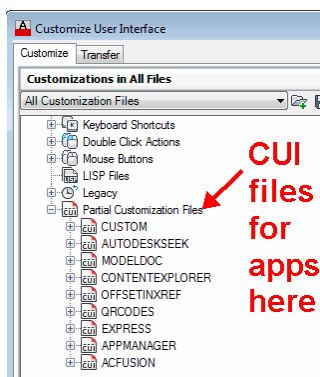 Customize User Interface
Customize Transfer
Customizations in All Files
All Customization Files
Keyboard Shortcuts
Double Click Actions
Mouse Buttons
LISP Files
Legacy
Partial Customization Files
CUSTOM
AUTODESKSEEK
MODELDOC
CONTENTEXPLORER
OFFSETINXREF
QRCODES
EXPRESS
APPMANAGER
ACFUSION
CUI
files
for
apps
here